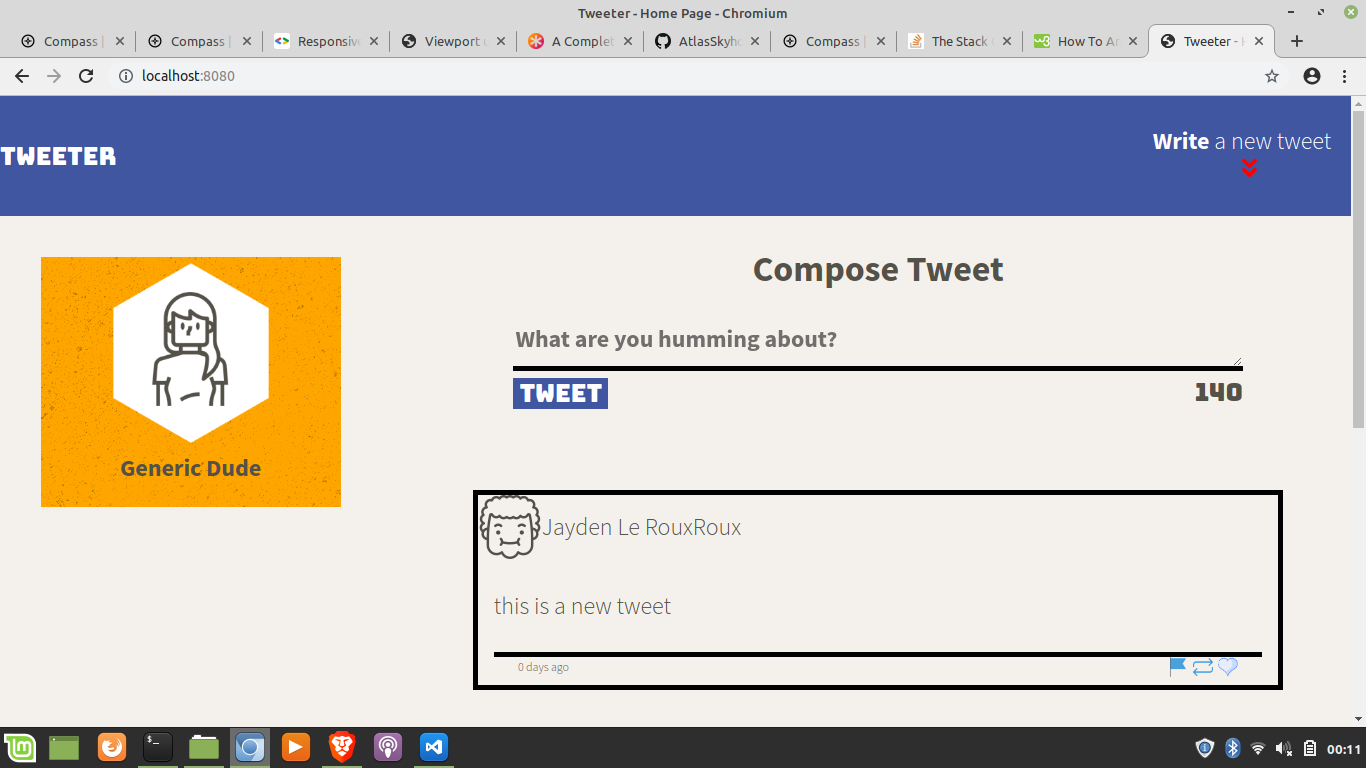 Tweeter - Home Page - Chromium
Compass |
Compass |
Responsiv
Viewport
A Complet
AtlasSkyh
Compass |
The Stack
How To A
Tweeter -
localhost:8080
TWEETER
Write a new tweet
Compose Tweet
What are you humming about?
TWEET
140
Generic Dude
Jayden Le RouxRoux
this is a new tweet
0 days ago
00:11